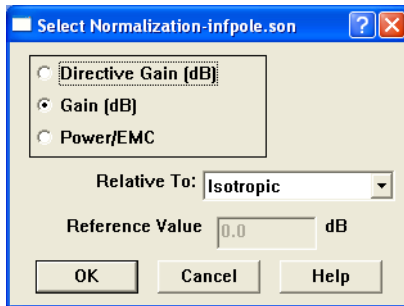 Select Normalization-infpole.son
Directive Gain (dB)
Gain (dB)
Power/EMC
Relative To: Isotropic
Reference Value 0.0 dB
OK Cancel Help